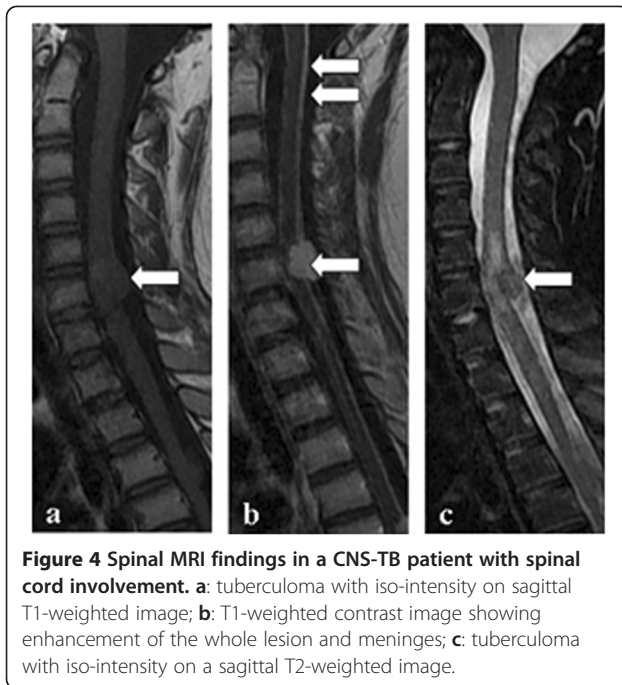 a
b
c
Figure 4 Spinal MRI findings in a CNS-TB patient with spinal
cord involvement. a: tuberculoma with iso-intensity on sagittal
T1-weighted image; b: T1-weighted contrast image showing
enhancement of the whole lesion and meninges; c: tuberculoma
with iso-intensity on a sagittal T2-weighted image.